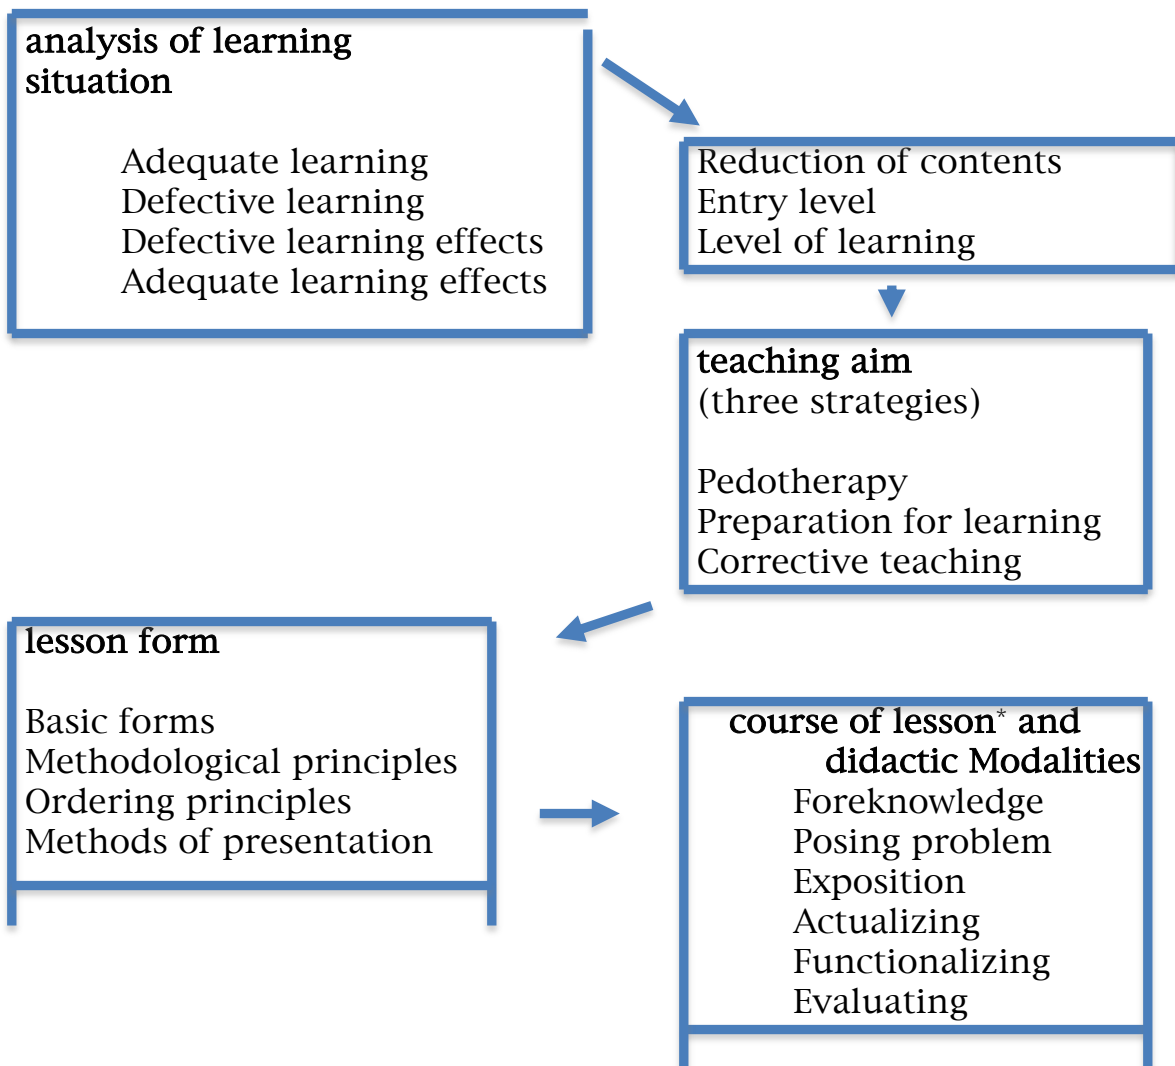 analysis of learning
situation
Adequate learning
Defective learning
Defective learning effects
Adequate learning effects
Reduction of contents
Entry level
Level of learning
teaching aim
(three strategies)
Pedotherapy
Preparation for learning
Corrective teaching
lesson form
Basic forms
Methodological principles
Ordering principles
Methods of presentation
course of lesson* and
didactic Modalities
Foreknowledge
Posing problem
Exposition
Actualizing
Functionalizing
Evaluating